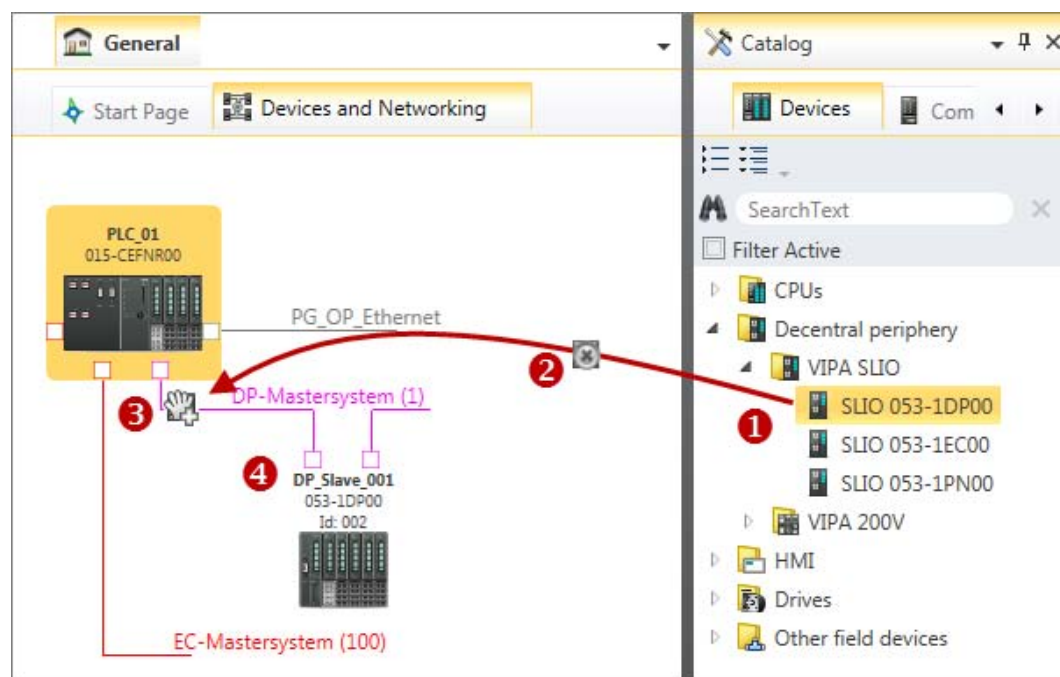 General
Start Page
Devices and Networking
PLC_01
015-CEFNR00
PG_OP_Ethernet
2
3
DP-Mastersystem (1)
4
DP_Slave_001
053-1DP00
Id: 002
EC-Mastersystem (100)
Catalog
Devices
Com
SearchText
Filter Active
CPUs
Decentral periphery
VIPA SLIO
1
SLIO 053-1DP00
SLIO 053-1EC00
SLIO 053-1PN00
VIPA 200V
HMI
Drives
Other field devices